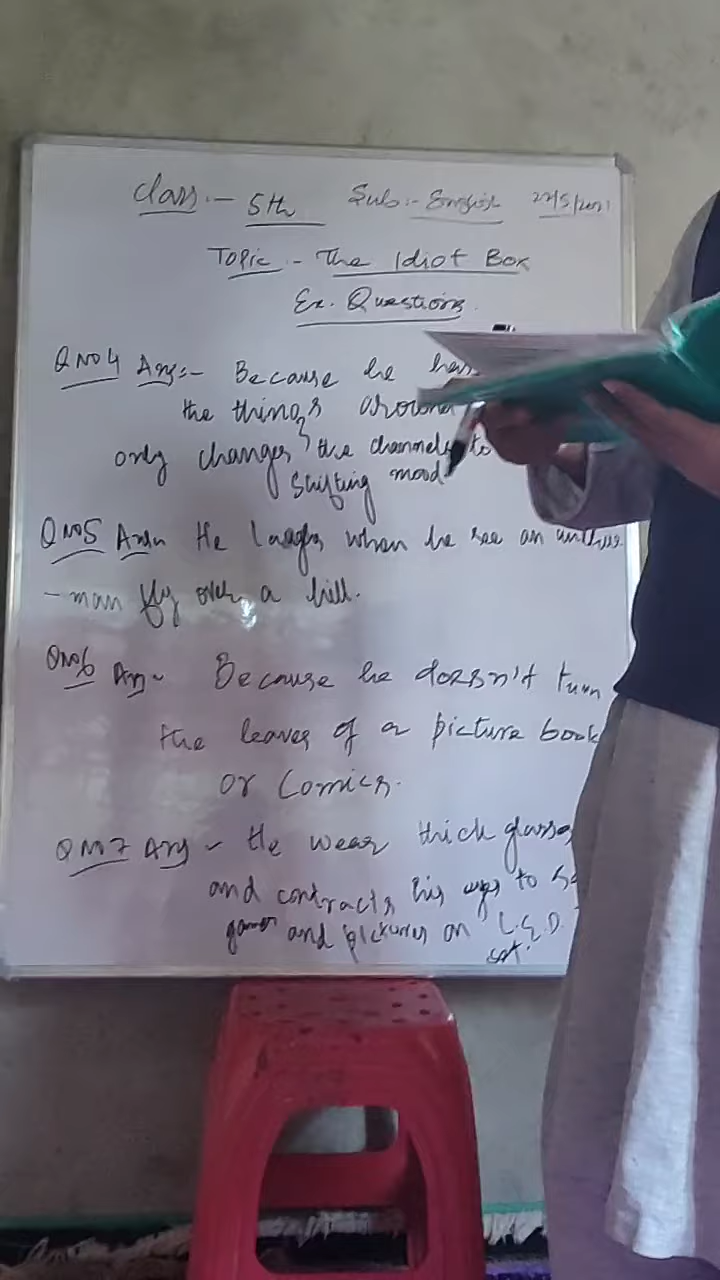 Class:- 5th Sub:- English 22/5/2021
Topic:- The Idiot Box
Ex. Questions.
Q No 4 Ans:- Because he
the things around
only changes the channels to
shifting mood
Q No 5 Ans:- He laughs when he see an
-man fly over a hill.
Q No 6 Ans- Because he doesn't turn
the leaves of a picture book
or Comics.
Q No 7 Ans- He wear thick glasses
and contracts his eyes to
games and pictures on L.E.D.
set.